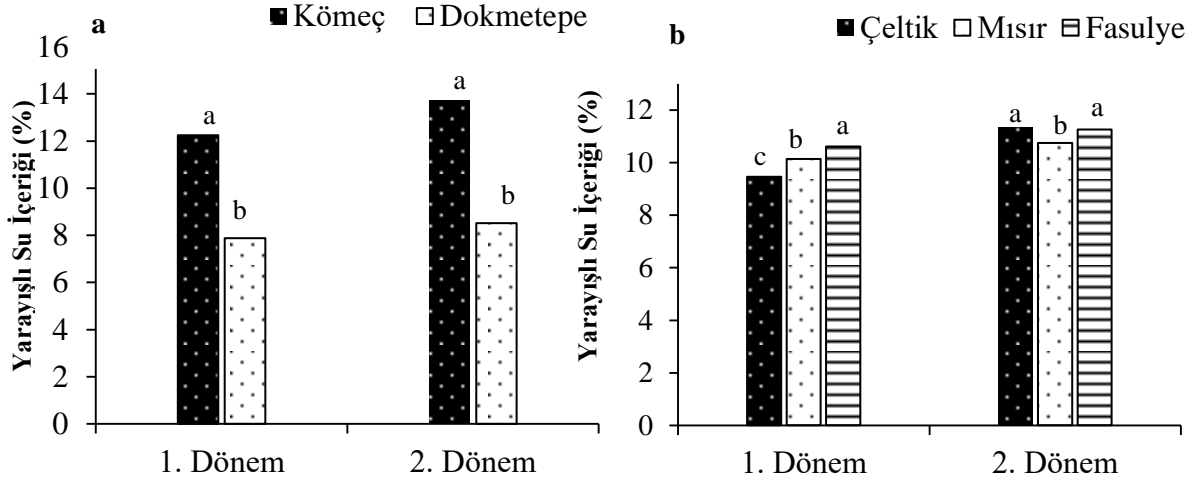 a
Kömeç Dokmetepe
Yarayışlı Su İçeriği (%)
16
14
12
10
8
6
4
2
0
a
b
a
b
1. Dönem 2. Dönem
b
Çeltik Mısır Fasulye
Yarayışlı Su İçeriği (%)
12
10
8
6
4
2
0
c
b
a
a
b
a
1. Dönem 2. Dönem